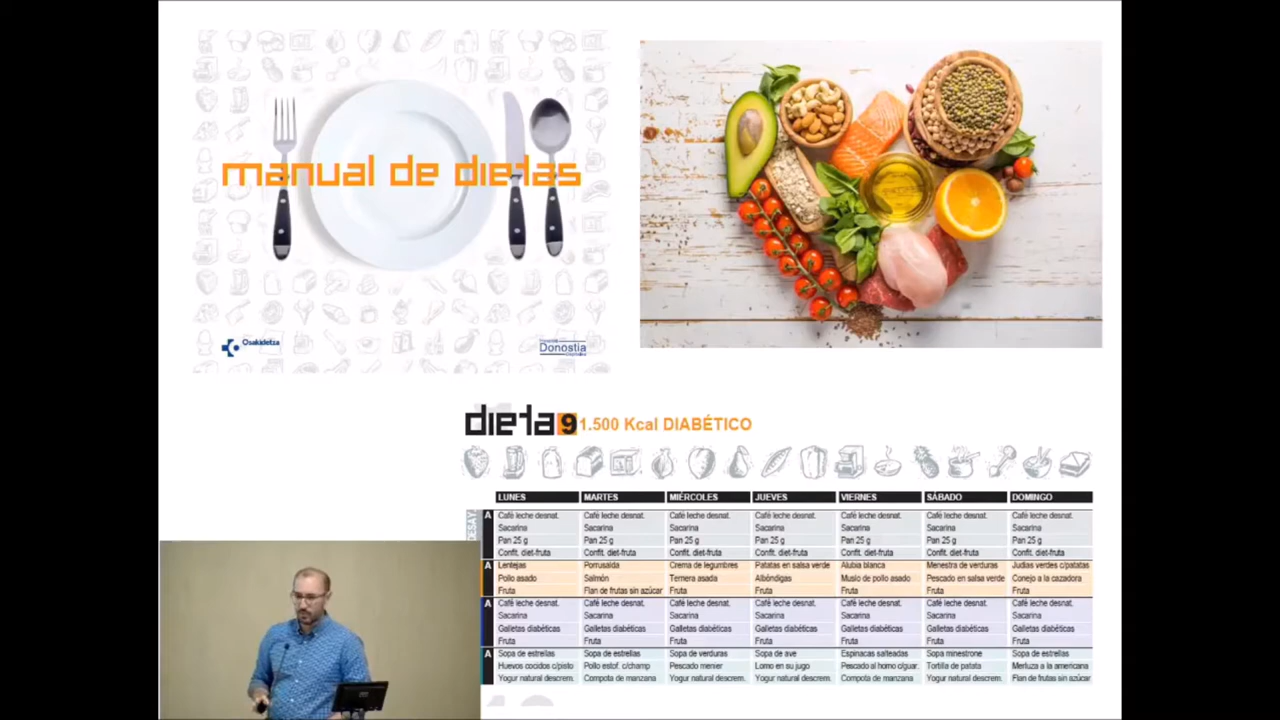 manual de dietas
Osakidetza
Donostia
dieta 9 1.500 Kcal DIABÉTICO
LUNES MARTES MIÉRCOLES JUEVES VIERNES SÁBADO DOMINGO
A Café leche desnat. Café leche desnat. Café leche desnat. Café leche desnat. Café leche desnat. Café leche desnat. Café leche desnat.
Sacarina Sacarina Sacarina Sacarina Sacarina Sacarina Sacarina
Pan 25 g Pan 25 g Pan 25 g Pan 25 g Pan 25 g Pan 25 g Pan 25 g
Confit. diet-fruta Confit. diet-fruta Confit. diet-fruta Confit. diet-fruta Confit. diet-fruta Confit. diet-fruta Confit. diet-fruta
A Lentejas Porrusalda Crema de legumbres Patatas en salsa verde Alubia blanca Menestra de verduras Judias verdes c/patatas
Pollo asado Salmón Ternera asada Albóndigas Muslo de pollo asado Pescado en salsa verde Conejo a la cazadora
Fruta Flan de frutas sin azúcar Fruta Fruta Fruta Fruta Fruta
A Café leche desnat. Café leche desnat. Café leche desnat. Café leche desnat. Café leche desnat. Café leche desnat. Café leche desnat.
Sacarina Sacarina Sacarina Sacarina Sacarina Sacarina Sacarina
Galletas diabéticas Galletas diabéticas Galletas diabéticas Galletas diabéticas Galletas diabéticas Galletas diabéticas Galletas diabéticas
Fruta Fruta Fruta Fruta Fruta Fruta Fruta
A Sopa de estrellas Sopa de estrellas Sopa de verduras Sopa de ave Espinacas salteadas Sopa minestrone Sopa de estrellas
Huevos cocidos c/pisto Pollo estof. c/champ Pescado menier Lomo en su jugo Pescado al horno c/guar. Tortilla de patata Merluza a la americana
Yogur natural descrem. Compota de manzana Yogur natural descrem. Yogur natural descrem. Compota de manzana Yogur natural descrem. Flan de frutas sin azúcar